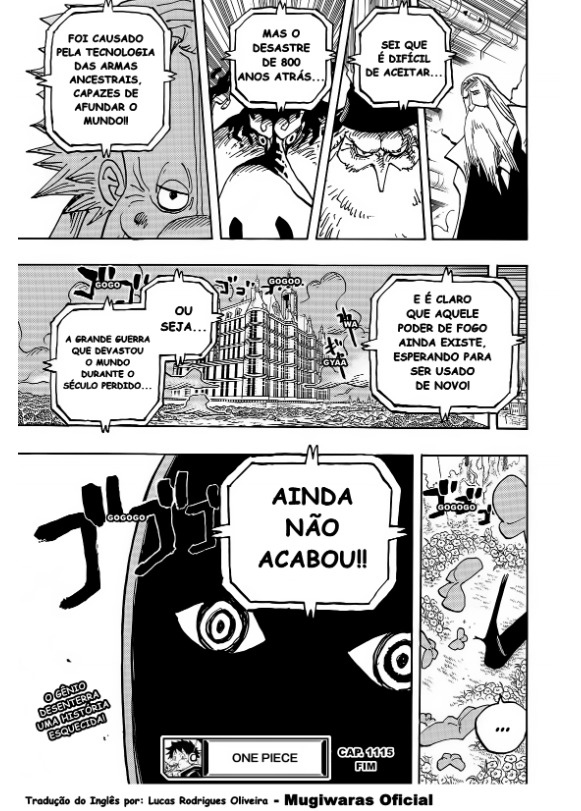 SEI QUE
É DIFÍCIL
DE ACEITAR...
MAS O
DESASTRE
DE 800
ANOS ATRÁS...
FOI CAUSADO
PELA TECNOLOGIA
DAS ARMAS
ANCESTRAIS,
CAPAZES DE
AFUNDAR O
MUNDO!!
E É CLARO
QUE AQUELE
PODER DE FOGO
AINDA EXISTE,
ESPERANDO PARA
SER USADO
DE NOVO!
WA
GYAA
GOGOO
OU
SEJA...
GOGO
A GRANDE GUERRA
QUE DEVASTOU
O MUNDO
DURANTE O
SÉCULO PERDIDO...
GOGOGO
...
AINDA
NÃO
ACABOU!!
ゴゴゴ
GOGOGO
O GÊNIO
DESENTERRA
UMA HISTÓRIA
ESQUECIDA!
ONE PIECE
CAP. 1115
FIM
Tradução do Inglês por: Lucas Rodrigues Oliveira - Mugiwaras Oficial